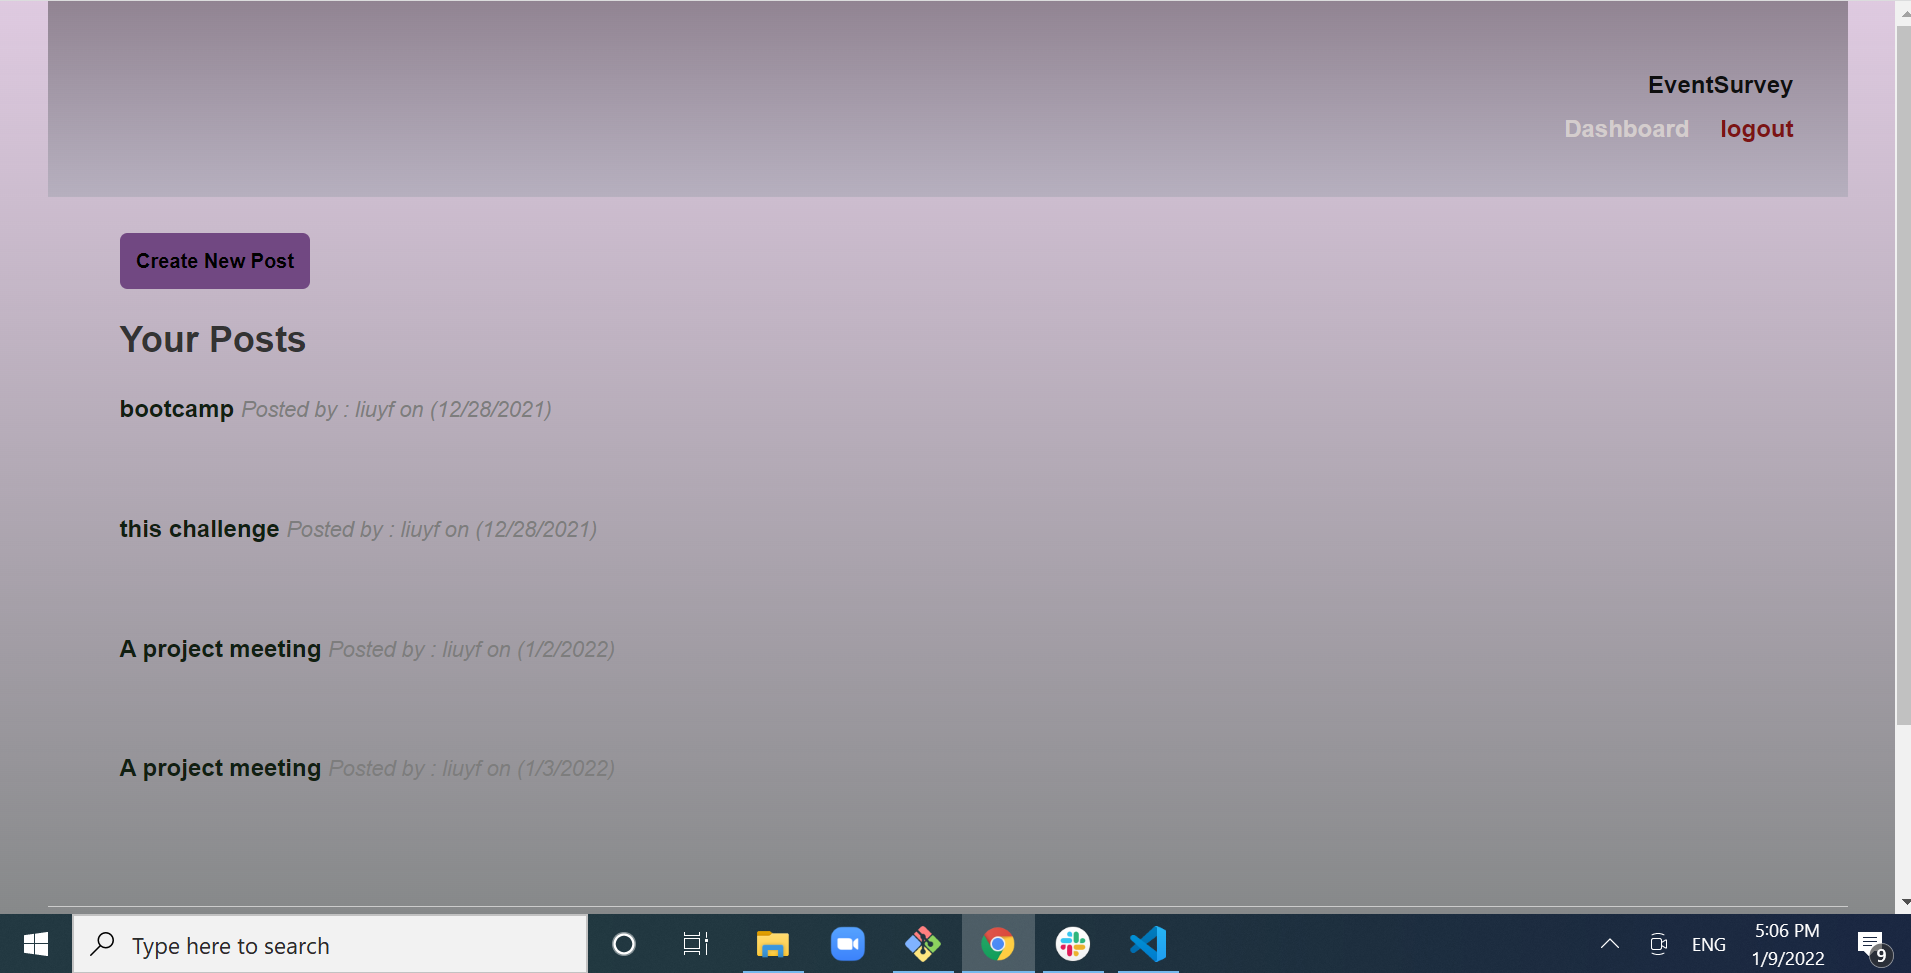 EventSurvey
Dashboard logout
Create New Post
Your Posts
bootcamp Posted by : liuyf on (12/28/2021)
this challenge Posted by : liuyf on (12/28/2021)
A project meeting Posted by : liuyf on (1/2/2022)
A project meeting Posted by : liuyf on (1/3/2022)
Type here to search
ENG
5:06 PM
1/9/2022
9